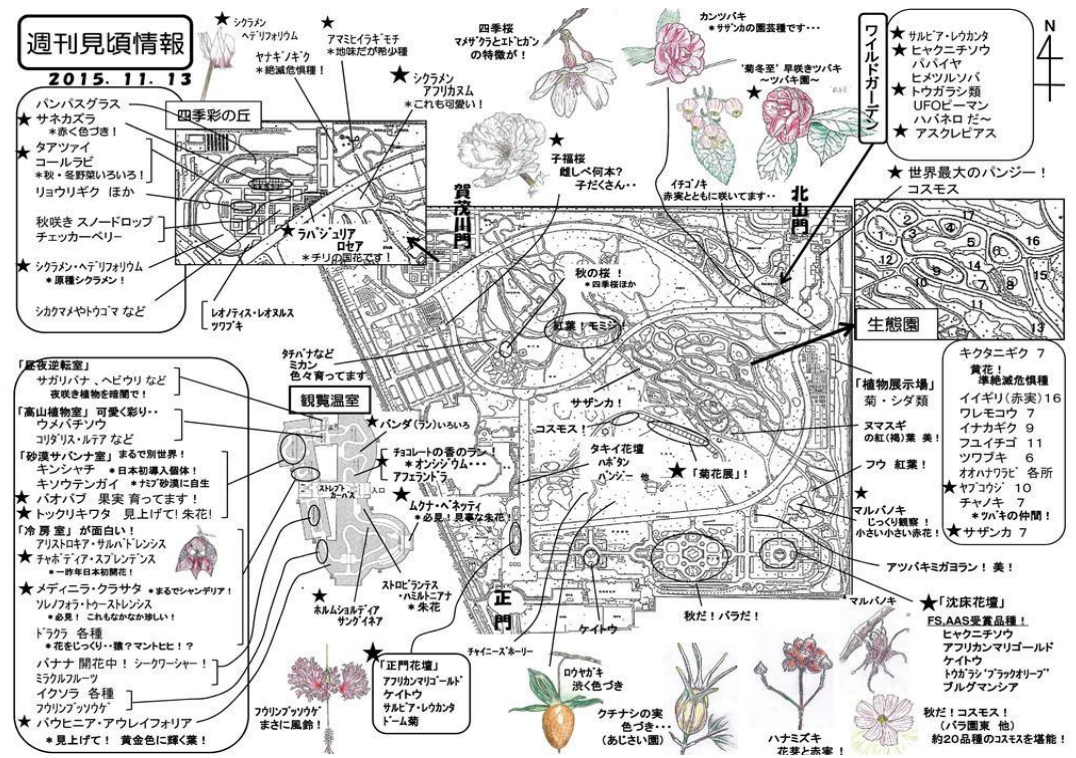 週刊見頃情報
2015. 11. 13
パンパスグラス
★ サネカズラ
＊赤く色づき！
★ タアツァイ
コールラビ
＊秋・冬野菜いろいろ！
リョウリギク ほか
秋咲き スノードロップ
チェッカーベリー
★ シクラメン・ヘデリフォリウム
＊原種シクラメン！
シカクマメやトウゴマ など
四季彩の丘
★ シクラメン
ヘデリフォリウム
ヤナギノギク
＊絶滅危惧種！
★
アマミヒイラギモチ
＊地味だが希少種
★ シクラメン
アフリカヌム
＊これも可愛い！
★ ラパジュリア
ロセア
＊チリの国花です！
レオノティス・レオヌルス
ツワブキ
四季桜
マメザクラとエドヒガン
の特徴が！
カンツバキ
＊サザンカの園芸種です・・・
'菊冬至' 早咲きツバキ
～ツバキ園～
★
★
子福桜
雌しべ何本？
子だくさん・・
イチゴノキ
赤実とともに咲いてます・・
賀茂川門
北山門
ワイルドガーデン
★ サルビア・レウカンタ
★ ヒャクニチソウ
パパイヤ
ヒメツルソバ
★ トウガラシ類
UFOピーマン
ハバネロ だ～
★ アスクレピアス
N
4
★ 世界最大のパンジー！
コスモス
1
2
3
4
5
6
7
8
9
10
11
12
13
14
15
16
17
生態園
秋の桜！
＊四季桜ほか
紅葉！モミジ！
タチバナなど
ミカン
色々育ってます
観覧温室
サザンカ！
コスモス！
タキイ花壇
ハボタン
パンジー 他
★「菊花展」！
「植物展示場」
菊・シダ類
ヌマスギ
の紅(褐)葉 美！
フウ 紅葉！
★
マルバノキ
じっくり観察！
小さい小さい赤花！
アツバキミガヨラン！ 美！
キクタニギク 7
黄花！
準絶滅危惧種
イイギリ(赤実)16
ワレモコウ 7
イナカギク 9
フユイチゴ 11
ツワブキ 6
オオハナワラビ 各所
★ ヤブコウジ 10
チャノキ 7
＊ツバキの仲間！
★ サザンカ 7
「昼夜逆転室」
サガリバナ、ヘビウリ など
夜咲き植物を暗闇で！
「高山植物室」 可愛く彩り・・
ウメバチソウ
コリダリス・ルテア など
「砂漠サバンナ室」 まるで別世界！
キンシャチ ＊日本初導入個体！
キソウテンガイ ＊ナミブ砂漠に自生
★ バオバブ 果実 育ってます！
★ トックリキワタ 見上げて！朱花！
「冷房室」が面白い！
アリストロキア・サルバドレンシス
★ チャボディア・スプレンデンス
＊一昨年日本初開花！
★ メディニラ・クラサタ ＊まるでシャンデリア！
ソレノフォラ・トゥーストレンシス
＊必見！ これもなかなか珍しい！
ドラクラ 各種
＊花をじっくり・・猿？マントヒヒ！？
バナナ 開花中！ シークワーシャー！
ミラクルフルーツ
イクソラ 各種
フウリンブッソウゲ
★ バウヒニア・アウレイフォリア
＊見上げて！ 黄金色に輝く葉！
★ バンダ(ラン)いろいろ
チョコレートの香のラン！
★ ＊オンシジウム・・・
アフェランドラ
★ ムクナ・ベネッティ
＊必見！見事な朱花！
ストレプト
カーパス
入口
ストロビランテス
・ハミルトニアナ
＊朱花
★
ホルムショルディア
サンゲイネア
フウリンブッソウゲ
まさに風鈴！
正門
★「正門花壇」
アフリカンマリゴールド
ケイトウ
サルビア・レウカンタ
ドーム菊
チャイニーズホーリー
ケイトウ
ロウヤガキ
渋く色づき
クチナシの実
色づき・・・
(あじさい園)
秋だ！バラだ！
ハナミズキ
花芽と赤実！
マルバノキ
★「沈床花壇」
FS,AAS受賞品種！
ヒャクニチソウ
アフリカンマリゴールド
ケイトウ
トウガラシ'ブラックオリーブ'
ブルグマンシア
秋だ！コスモス！
(バラ園東 他)
約20品種のコスモスを堪能！